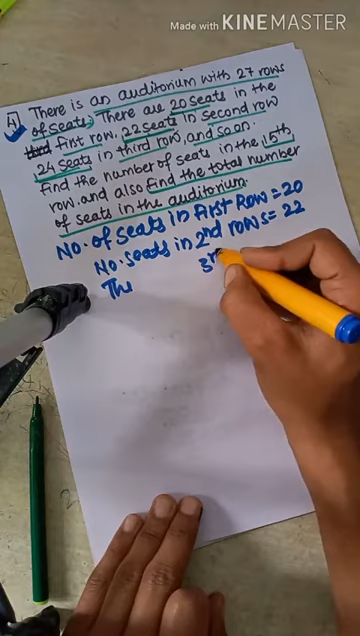 Made with KINEMASTER
4) There is an auditorium with 27 rows
of seats, There are 20 seats in the
third first row, 22 seats in second row
24 seats in third row, and so on.
Find the number of seats in the 15th
row, and also find the total number
of seats in the auditorium.
No. of seats in First Row = 20
No. seats in 2nd rows = 22
Th 3r